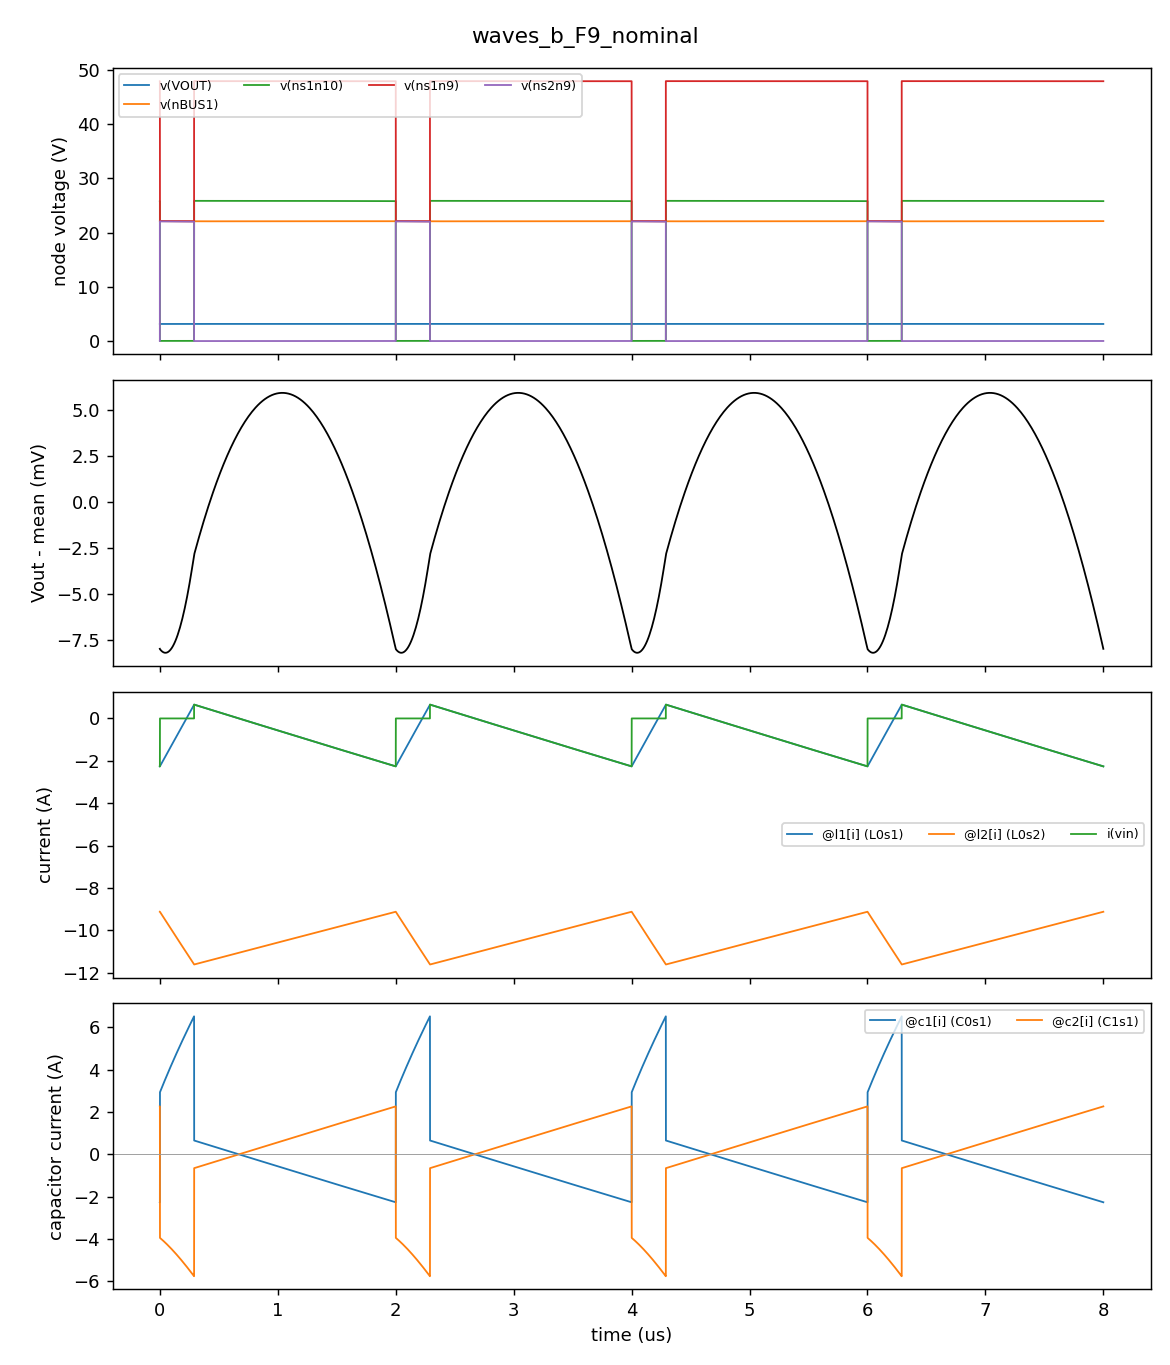 waves_b_F9_nominal
50
40
30
20
10
0
node voltage (V)
v(VOUT) v(ns1n10) v(ns1n9) v(ns2n9)
v(nBUS1)
5.0
2.5
0.0
−2.5
−5.0
−7.5
Vout - mean (mV)
0
−2
−4
−6
−8
−10
−12
current (A)
@l1[i] (L0s1) @l2[i] (L0s2) i(vin)
6
4
2
0
−2
−4
−6
capacitor current (A)
@c1[i] (C0s1) @c2[i] (C1s1)
0 1 2 3 4 5 6 7 8
time (us)